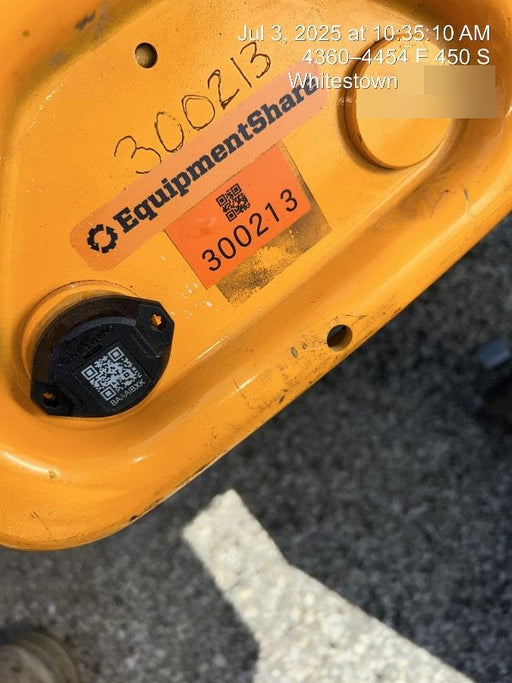 Jul 3, 2025 at 10:35:10 AM
4360–4454 E 450 S
Whitestown
300213
EquipmentShare
300213